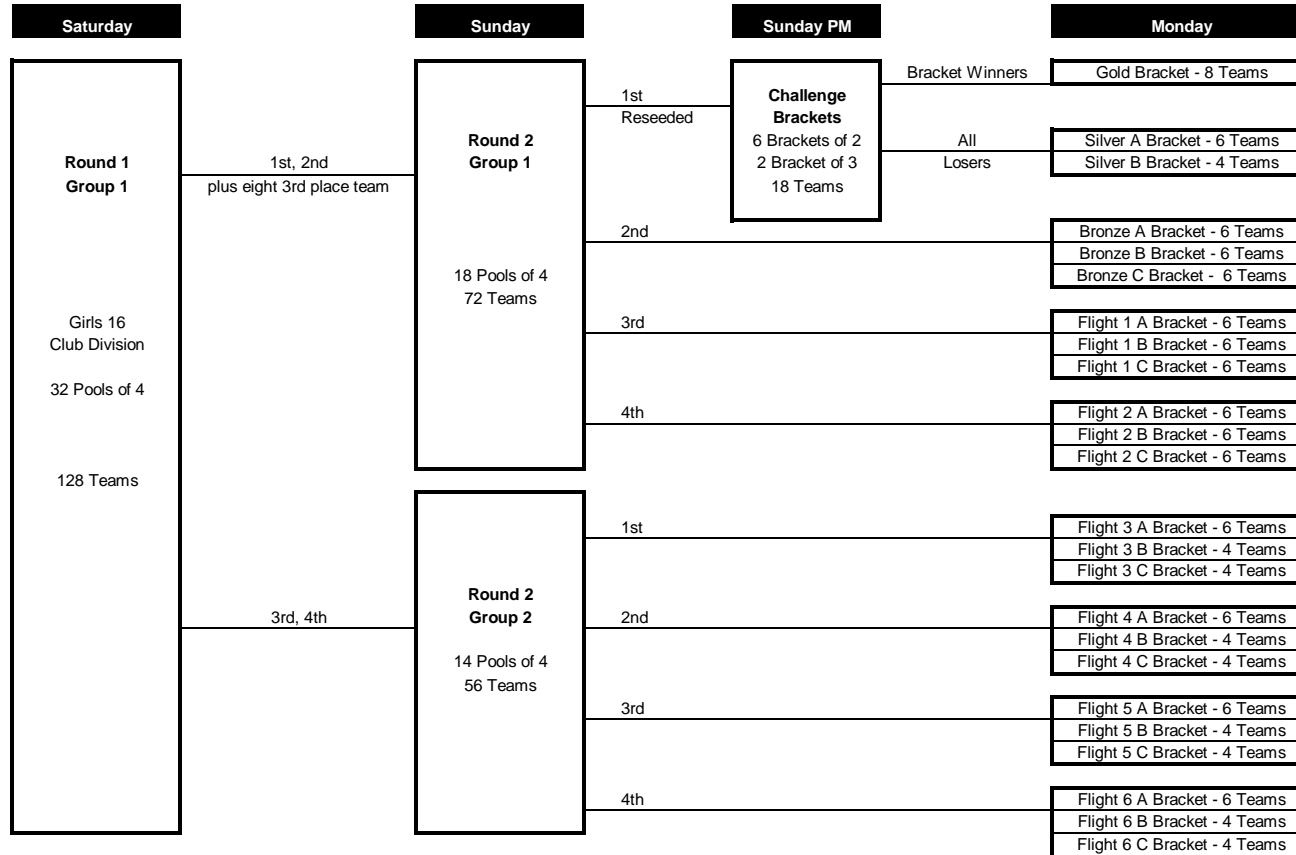 Saturday
Sunday
Sunday PM
Monday
Round 1
Group 1
Girls 16
Club Division
32 Pools of 4
128 Teams
1st, 2nd
plus eight 3rd place team
3rd, 4th
Round 2
Group 1
18 Pools of 4
72 Teams
1st
Reseeded
2nd
3rd
4th
Round 2
Group 2
14 Pools of 4
56 Teams
1st
2nd
3rd
4th
Challenge
Brackets
6 Brackets of 2
2 Bracket of 3
18 Teams
Bracket Winners
All
Losers
Gold Bracket - 8 Teams
Silver A Bracket - 6 Teams
Silver B Bracket - 4 Teams
Bronze A Bracket - 6 Teams
Bronze B Bracket - 6 Teams
Bronze C Bracket - 6 Teams
Flight 1 A Bracket - 6 Teams
Flight 1 B Bracket - 6 Teams
Flight 1 C Bracket - 6 Teams
Flight 2 A Bracket - 6 Teams
Flight 2 B Bracket - 6 Teams
Flight 2 C Bracket - 6 Teams
Flight 3 A Bracket - 6 Teams
Flight 3 B Bracket - 4 Teams
Flight 3 C Bracket - 4 Teams
Flight 4 A Bracket - 6 Teams
Flight 4 B Bracket - 4 Teams
Flight 4 C Bracket - 4 Teams
Flight 5 A Bracket - 6 Teams
Flight 5 B Bracket - 4 Teams
Flight 5 C Bracket - 4 Teams
Flight 6 A Bracket - 6 Teams
Flight 6 B Bracket - 4 Teams
Flight 6 C Bracket - 4 Teams